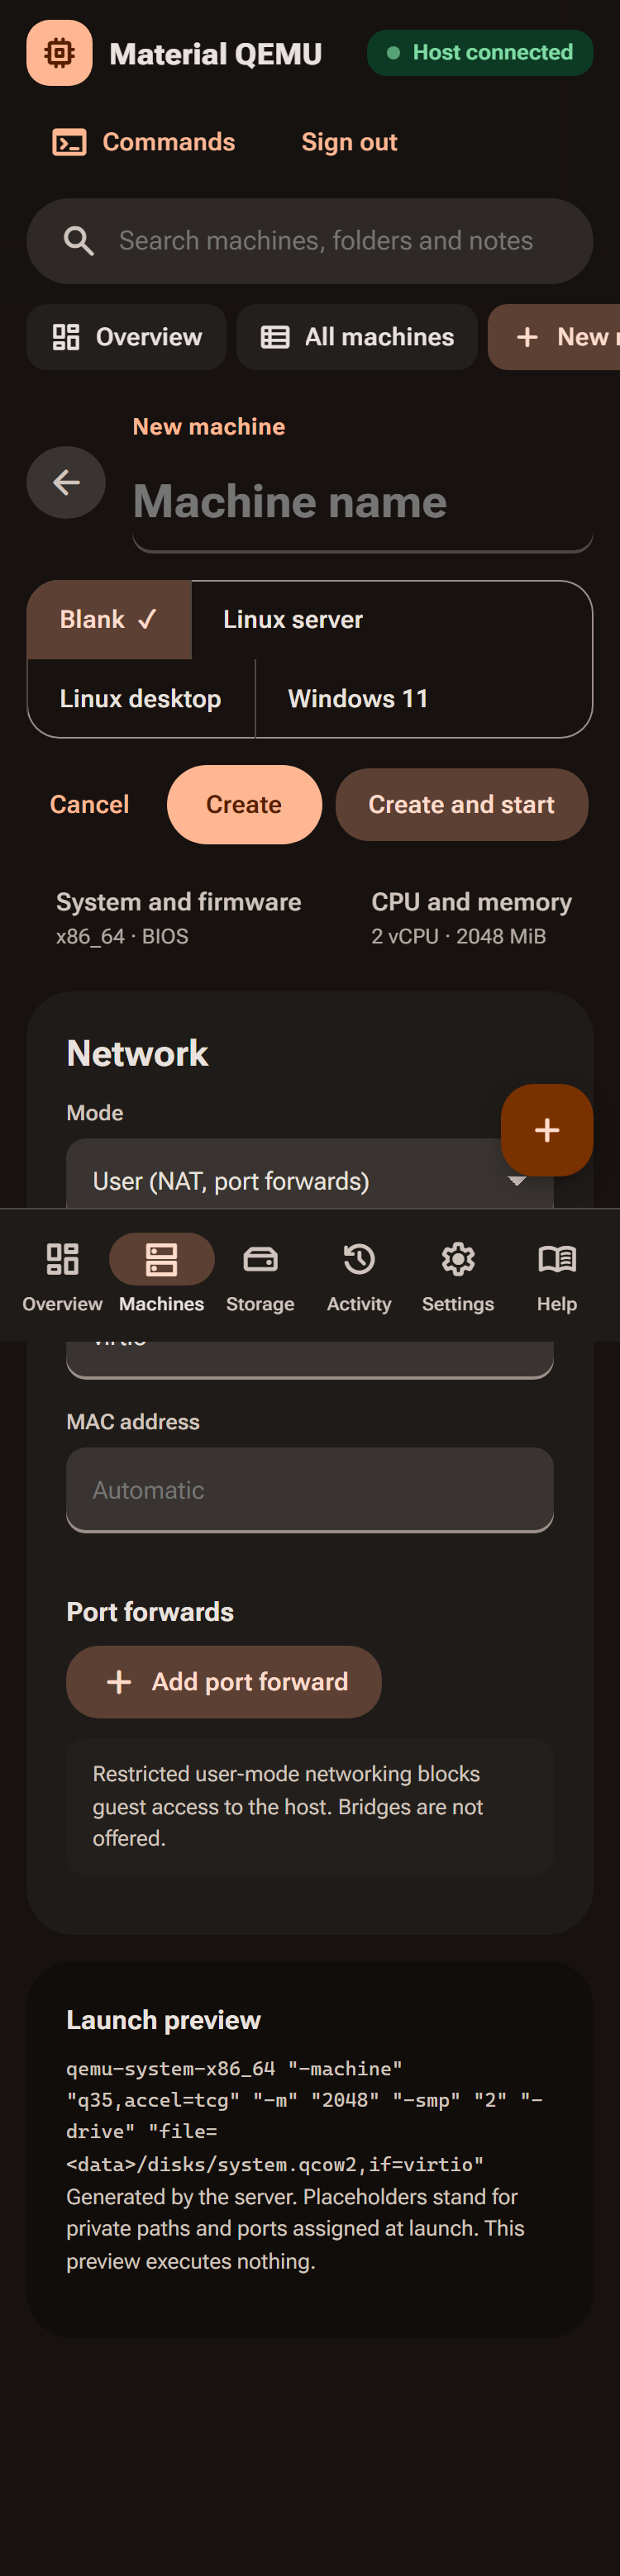 Material QEMU
Host connected
Commands
Sign out
Search machines, folders and notes
Overview
All machines
New
New machine
Machine name
Blank ✓
Linux server
Linux desktop
Windows 11
Cancel
Create
Create and start
System and firmware
x86_64 · BIOS
CPU and memory
2 vCPU · 2048 MiB
Network
Mode
User (NAT, port forwards)
Overview
Machines
Storage
Activity
Settings
Help
MAC address
Automatic
Port forwards
Add port forward
Restricted user-mode networking blocks
guest access to the host. Bridges are not
offered.
Launch preview
qemu-system-x86_64 "-machine"
"q35,accel=tcg" "-m" "2048" "-smp" "2" "-
drive" "file=
<data>/disks/system.qcow2,if=virtio"
Generated by the server. Placeholders stand for
private paths and ports assigned at launch. This
preview executes nothing.